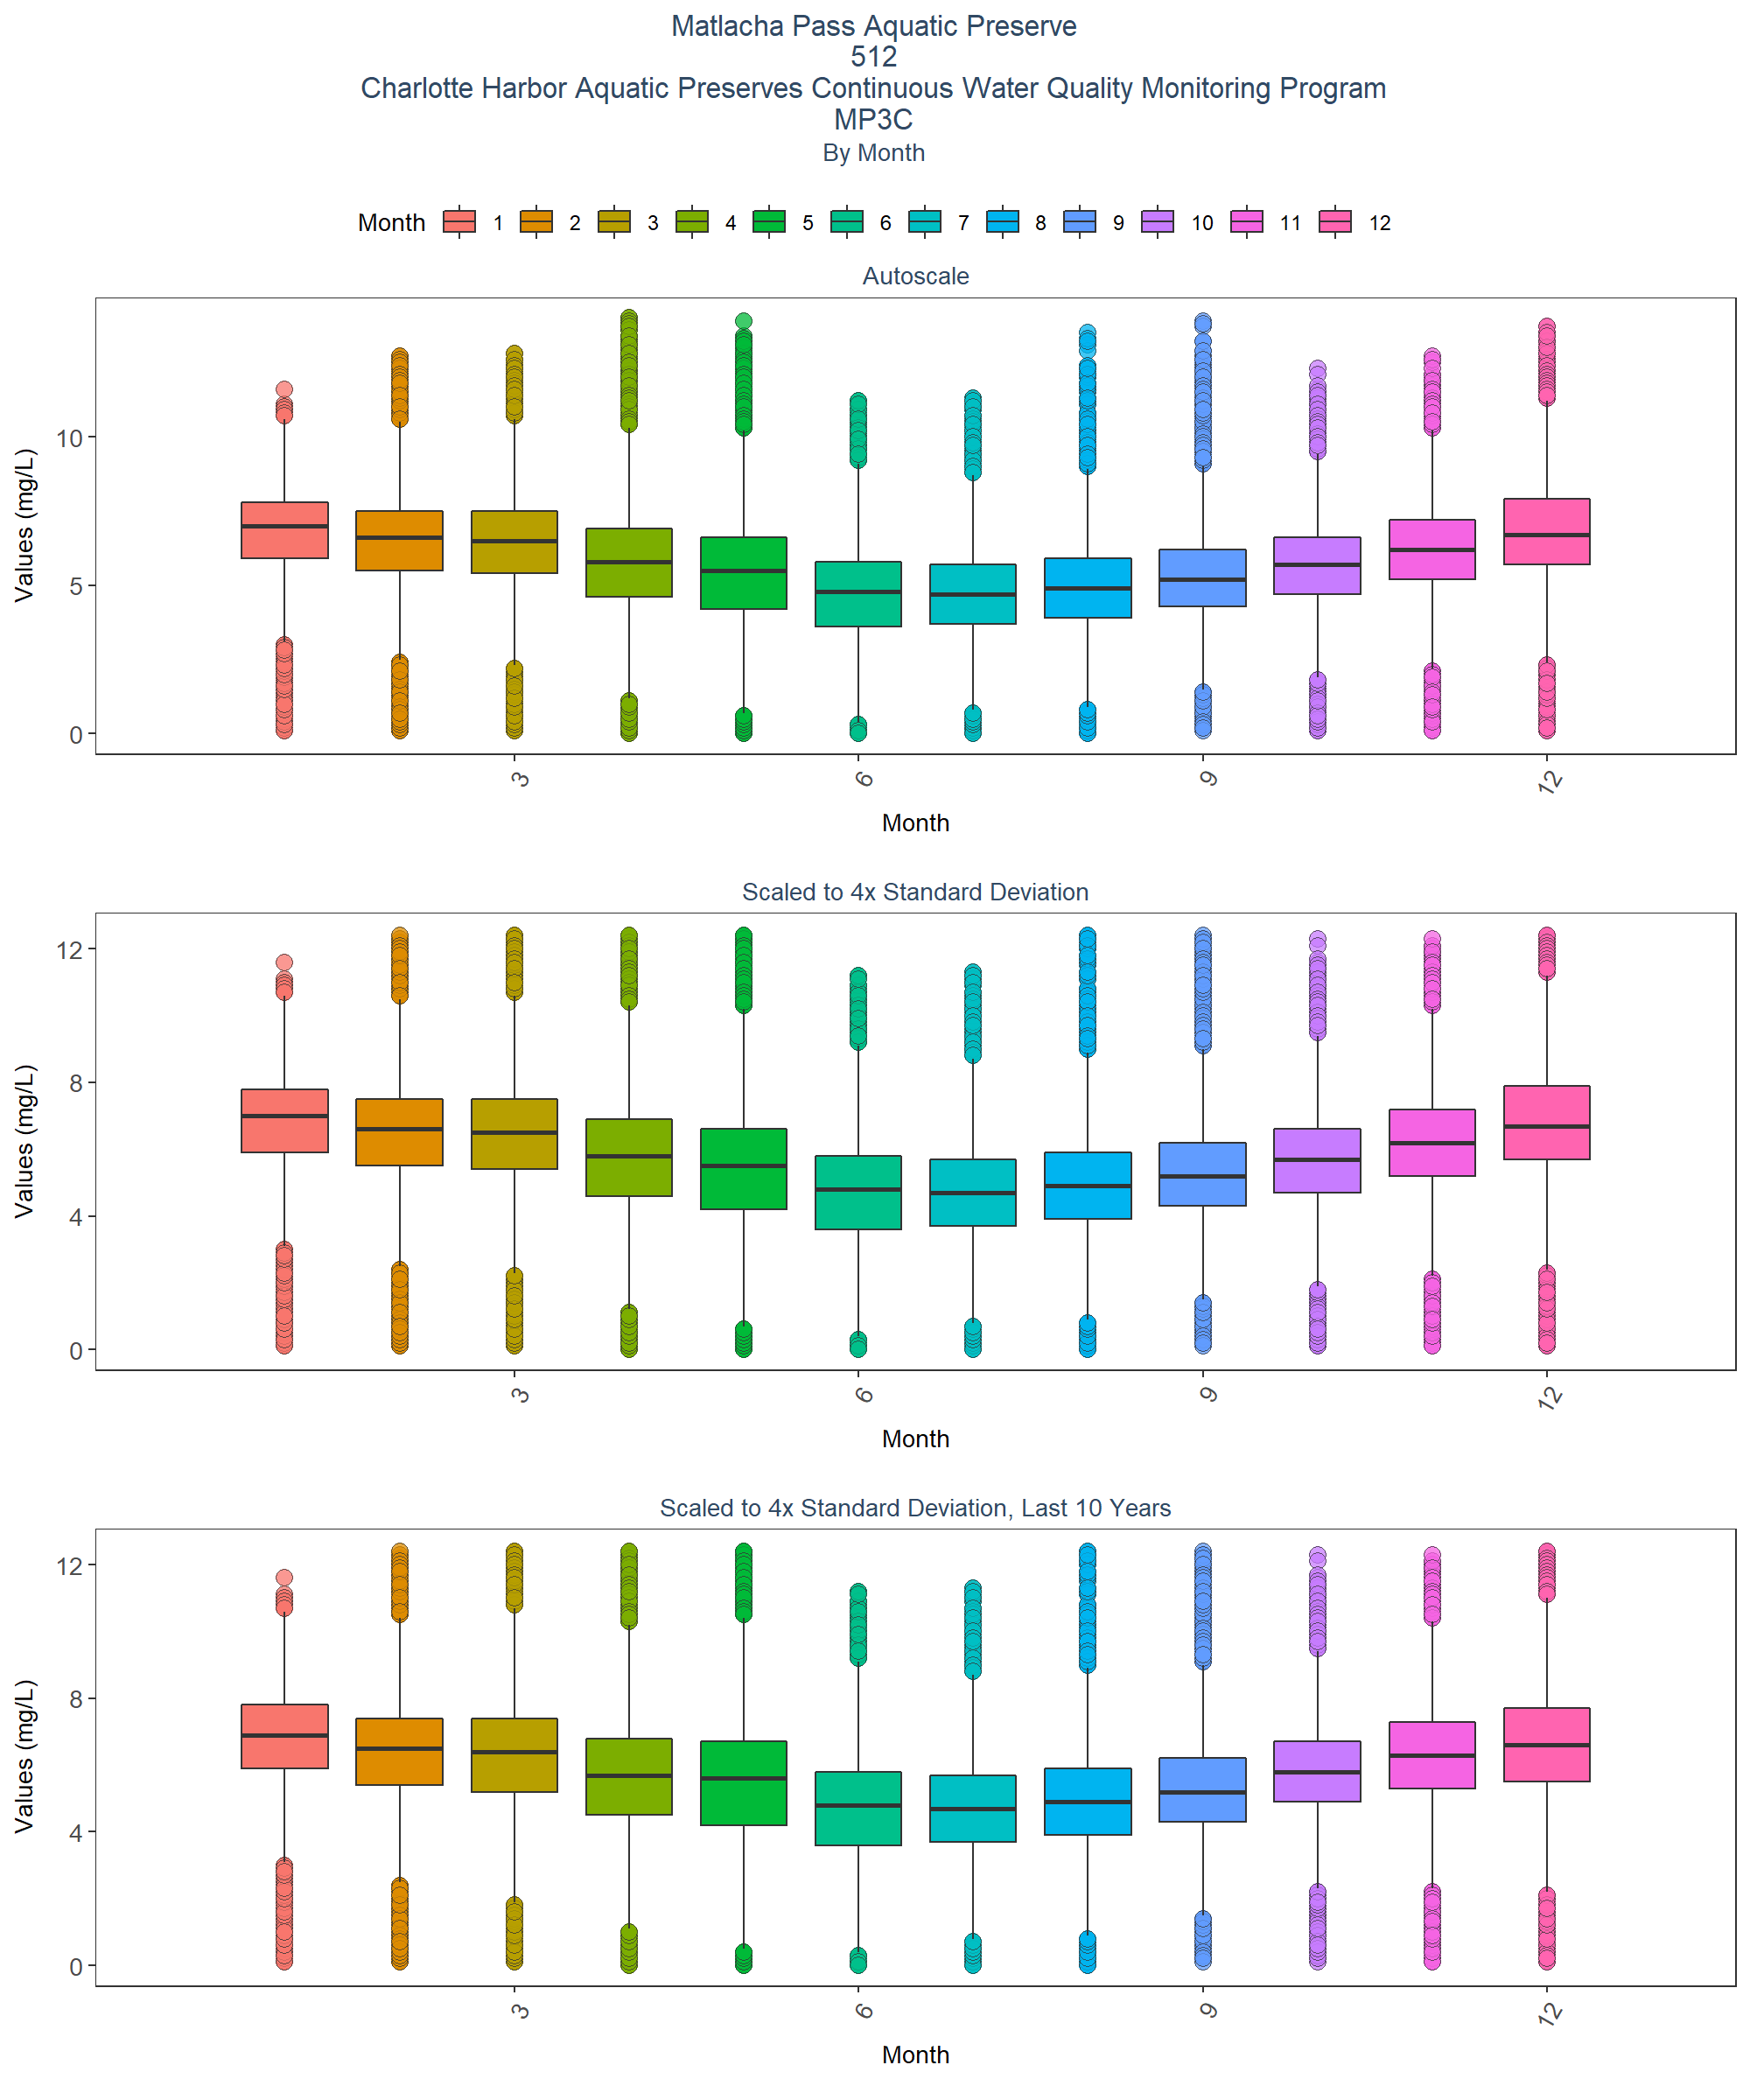 Matlacha Pass Aquatic Preserve
512
Charlotte Harbor Aquatic Preserves Continuous Water Quality Monitoring Program
MP3C
By Month
Month 1 2 3 4 5 6 7 8 9 10 11 12
Autoscale
Values (mg/L)
10
5
0
3 6 9 12
Month
Scaled to 4x Standard Deviation
Values (mg/L)
12
8
4
0
3 6 9 12
Month
Scaled to 4x Standard Deviation, Last 10 Years
Values (mg/L)
12
8
4
0
3 6 9 12
Month